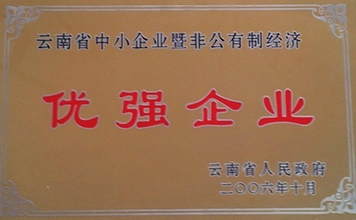 云南省中小企业暨非公有制经济
优强企业
云南省人民政府
二〇〇六年十月